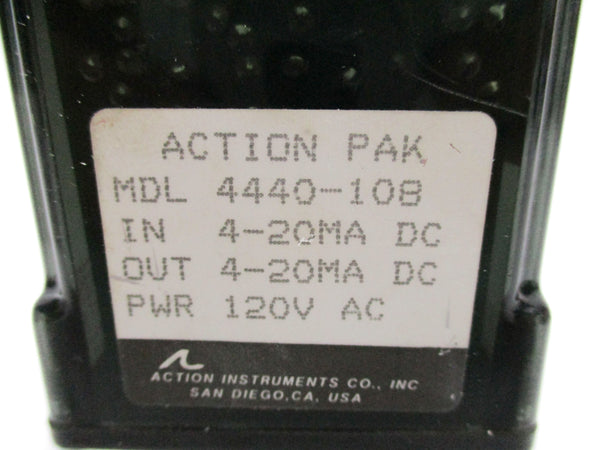 ACTION PAK
MDL 4440-108
IN 4-20MA DC
OUT 4-20MA DC
PWR 120V AC
ACTION INSTRUMENTS CO., INC
SAN DIEGO,CA, USA